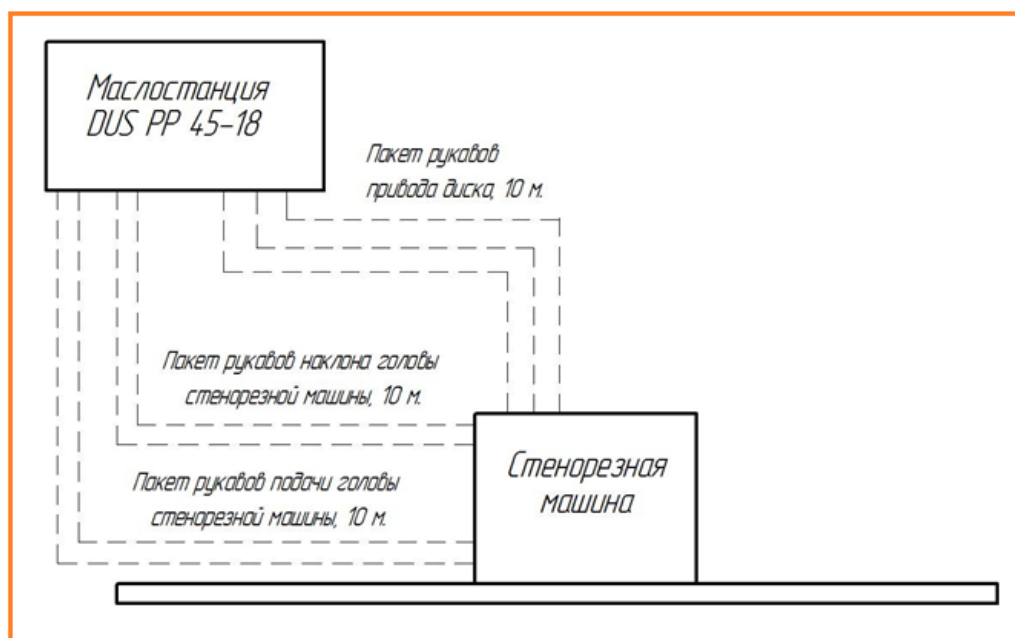 Маслостанция
DUS PP 45-18
Пакет рукавов
привода диска, 10 м.
Пакет рукавов наклона головы
стенорезной машины, 10 м.
Пакет рукавов подачи головы
стенорезной машины, 10 м.
Стенорезная
машина